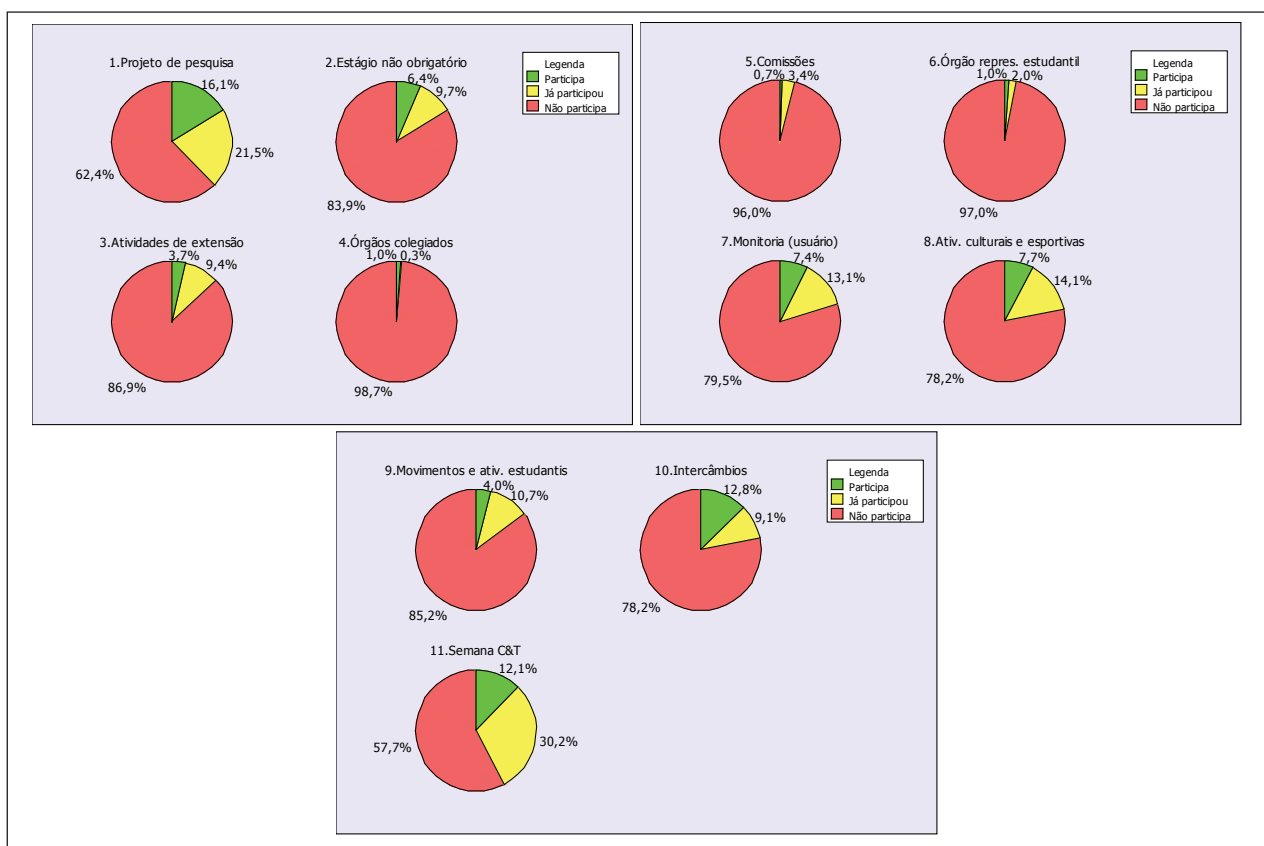 1.Projeto de pesquisa
16,1%
21,5%
62,4%
2.Estágio não obrigatório
6,4%
9,7%
83,9%
Legenda
Participa
Já participou
Não participa
3.Atividades de extensão
3,7%
9,4%
86,9%
4.Órgãos colegiados
1,0%
0,3%
98,7%
5.Comissões
0,7%
3,4%
96,0%
6.Órgão repres. estudantil
1,0%
2,0%
97,0%
Legenda
Participa
Já participou
Não participa
7.Monitoria (usuário)
7,4%
13,1%
79,5%
8.Ativ. culturais e esportivas
7,7%
14,1%
78,2%
9.Movimentos e ativ. estudantis
4,0%
10,7%
85,2%
10.Intercâmbios
12,8%
9,1%
78,2%
Legenda
Participa
Já participou
Não participa
11.Semana C&T
12,1%
30,2%
57,7%